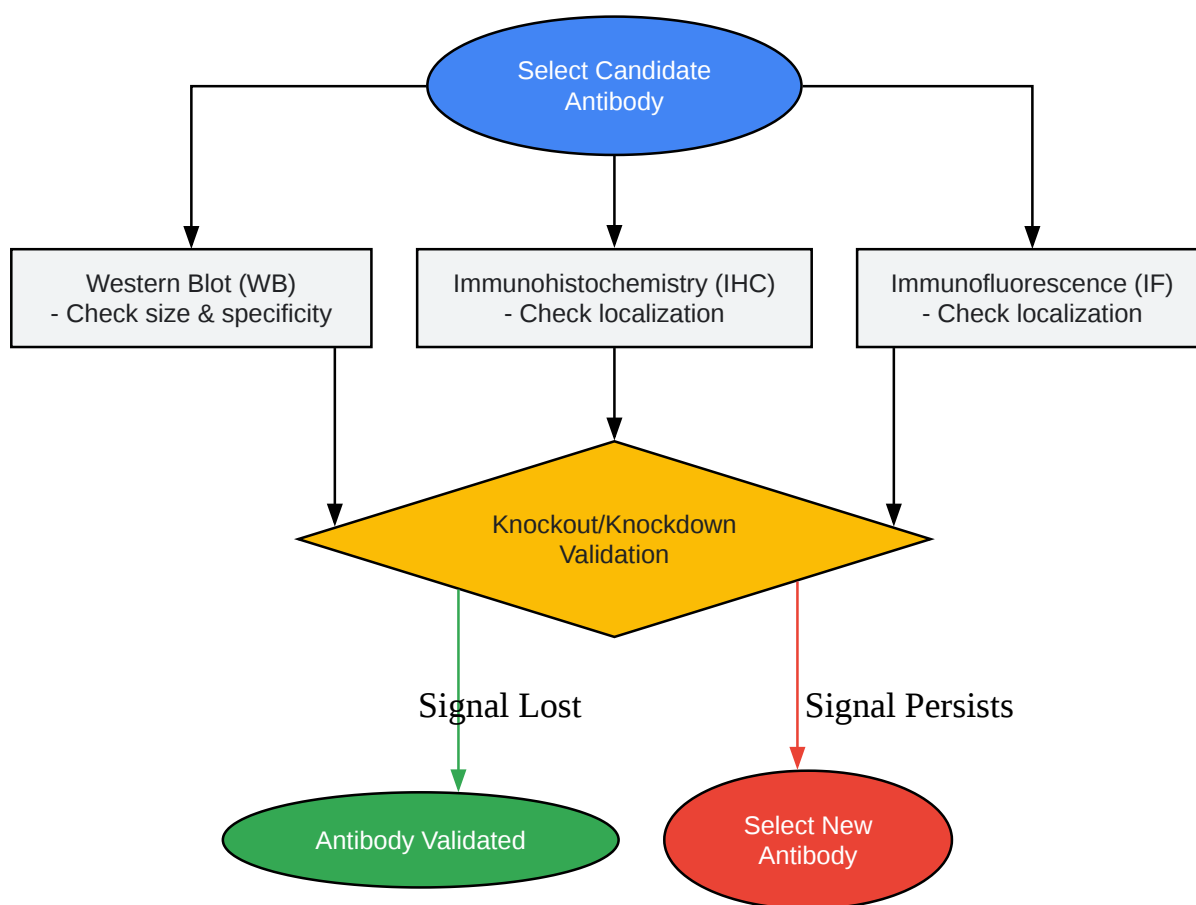 Select Candidate
Antibody
Western Blot (WB)
- Check size & specificity
Immunohistochemistry (IHC)
- Check localization
Immunofluorescence (IF)
- Check localization
Knockout/Knockdown
Validation
Signal Lost
Signal Persists
Antibody Validated
Select New
Antibody